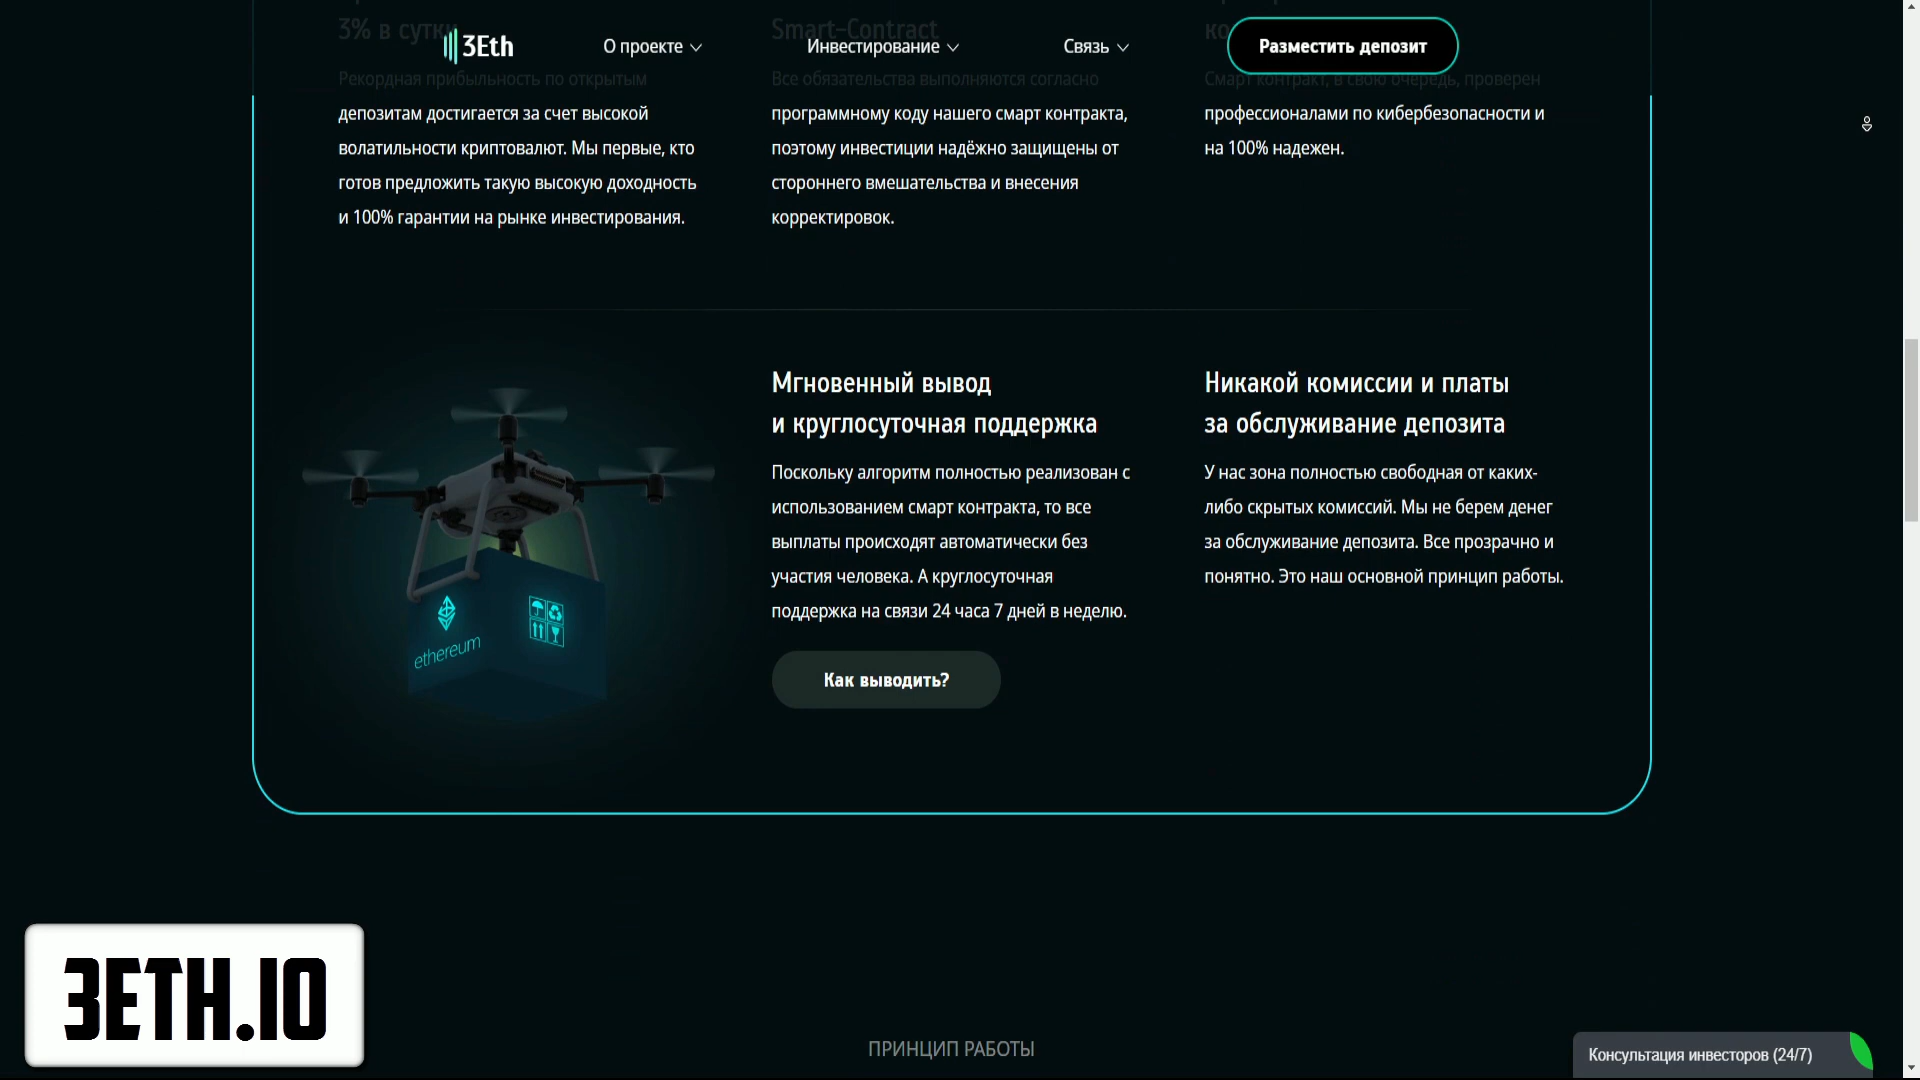 3% в сутки
Smart-Contract
3Eth
О проекте
Инвестирование
Связь
Разместить депозит
Рекордная прибыльность по открытым
депозитам достигается за счет высокой
волатильности криптовалют. Мы первые, кто
готов предложить такую высокую доходность
и 100% гарантии на рынке инвестирования.
Все обязательства выполняются согласно
программному коду нашего смарт контракта,
поэтому инвестиции надёжно защищены от
стороннего вмешательства и внесения
корректировок.
Смарт контракт, в свою очередь, проверен
профессионалами по кибербезопасности и
на 100% надежен.
ethereum
Мгновенный вывод
и круглосуточная поддержка
Поскольку алгоритм полностью реализован с
использованием смарт контракта, то все
выплаты происходят автоматически без
участия человека. А круглосуточная
поддержка на связи 24 часа 7 дней в неделю.
Как выводить?
Никакой комиссии и платы
за обслуживание депозита
У нас зона полностью свободная от каких-
либо скрытых комиссий. Мы не берем денег
за обслуживание депозита. Все прозрачно и
понятно. Это наш основной принцип работы.
3ETH.IO
ПРИНЦИП РАБОТЫ
Консультация инвесторов (24/7)